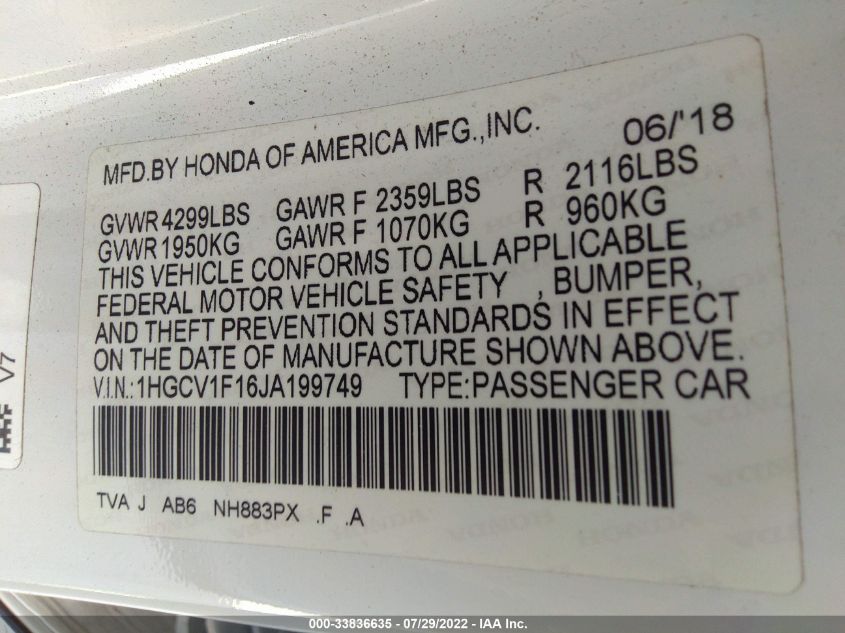 MFD.BY HONDA OF AMERICA MFG.,INC. 06/'18
GVWR 4299LBS GAWR F 2359LBS R 2116LBS
GVWR 1950KG GAWR F 1070KG R 960KG
THIS VEHICLE CONFORMS TO ALL APPLICABLE
FEDERAL MOTOR VEHICLE SAFETY , BUMPER,
AND THEFT PREVENTION STANDARDS IN EFFECT
ON THE DATE OF MANUFACTURE SHOWN ABOVE.
V.I.N.:1HGCV1F16JA199749 TYPE:PASSENGER CAR
TVA J AB6 NH883PX .F .A
V7
000-33836635 - 07/29/2022 - IAA Inc.